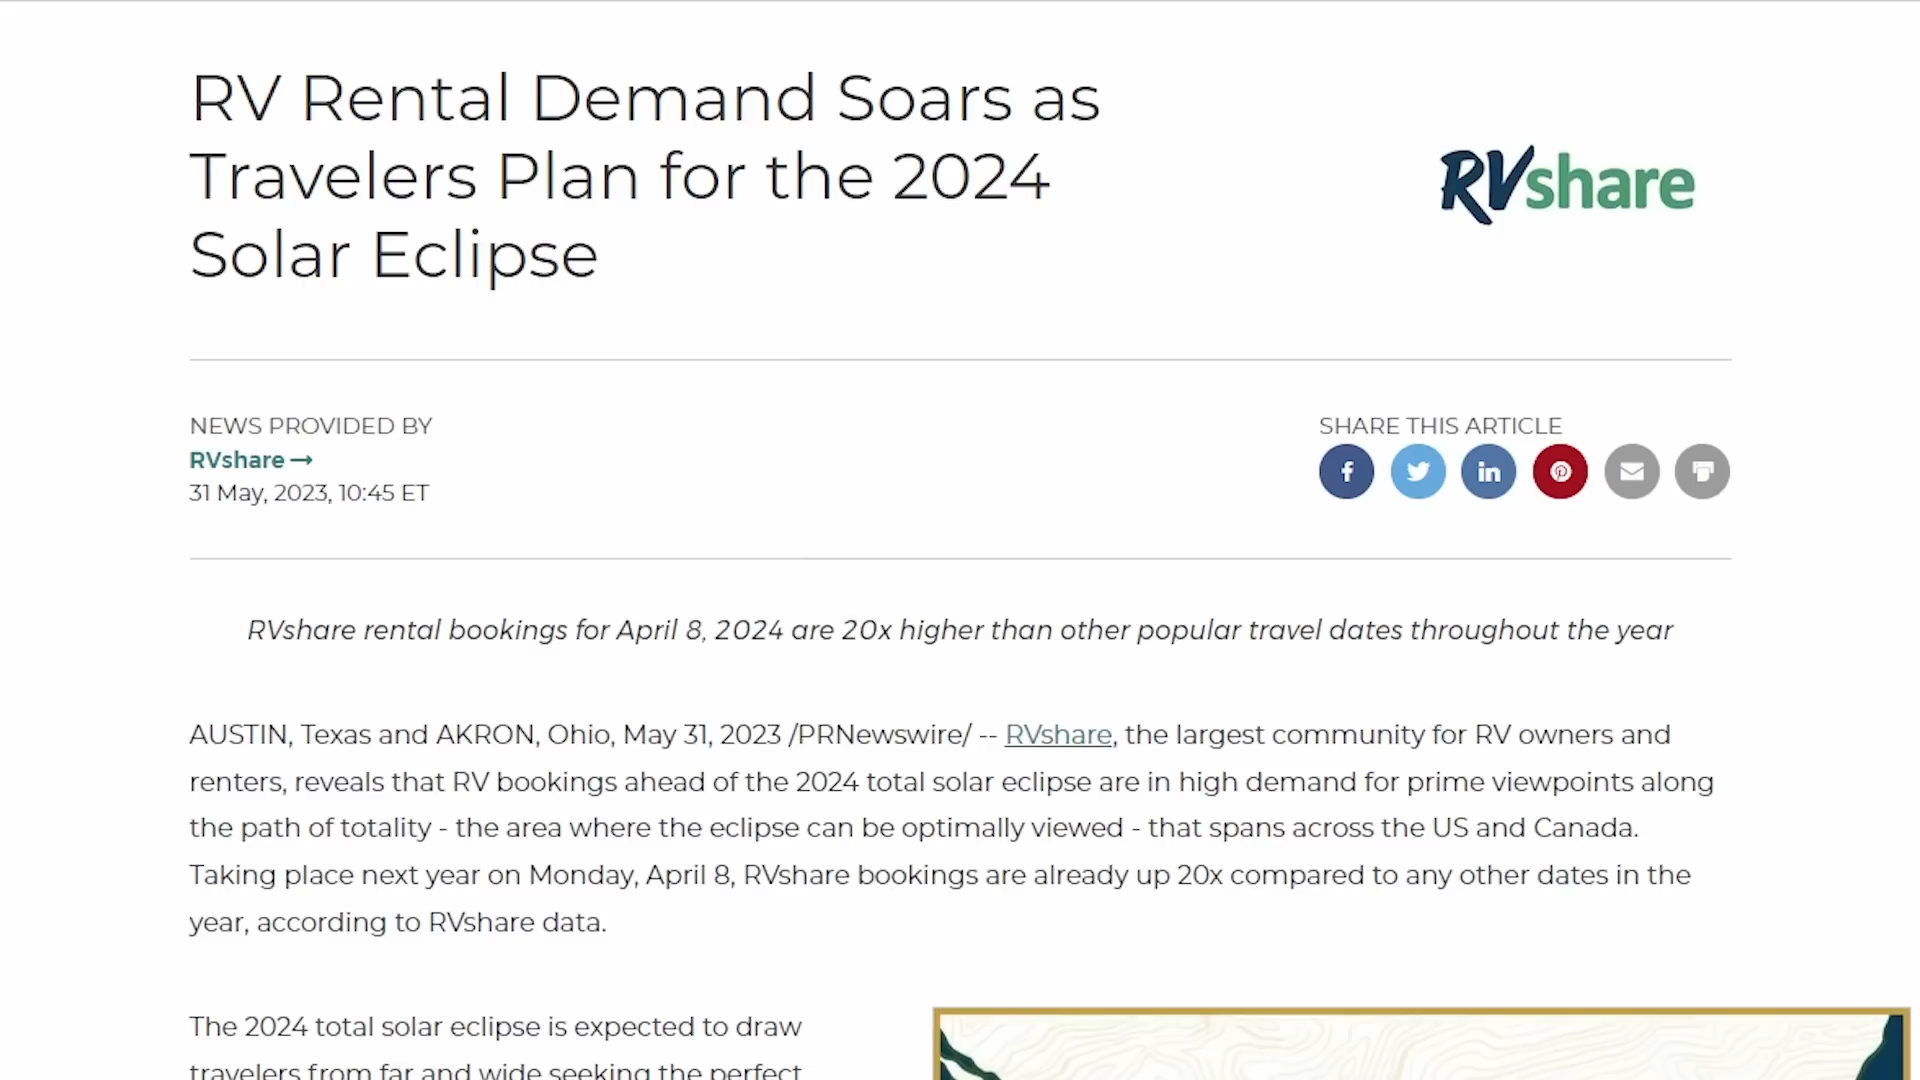 RV Rental Demand Soars as
Travelers Plan for the 2024
Solar Eclipse
RVshare
NEWS PROVIDED BY
RVshare →
31 May, 2023, 10:45 ET
SHARE THIS ARTICLE
RVshare rental bookings for April 8, 2024 are 20x higher than other popular travel dates throughout the year
AUSTIN, Texas and AKRON, Ohio, May 31, 2023 /PRNewswire/ -- RVshare, the largest community for RV owners and
renters, reveals that RV bookings ahead of the 2024 total solar eclipse are in high demand for prime viewpoints along
the path of totality - the area where the eclipse can be optimally viewed - that spans across the US and Canada.
Taking place next year on Monday, April 8, RVshare bookings are already up 20x compared to any other dates in the
year, according to RVshare data.
The 2024 total solar eclipse is expected to draw
travelers from far and wide seeking the perfect